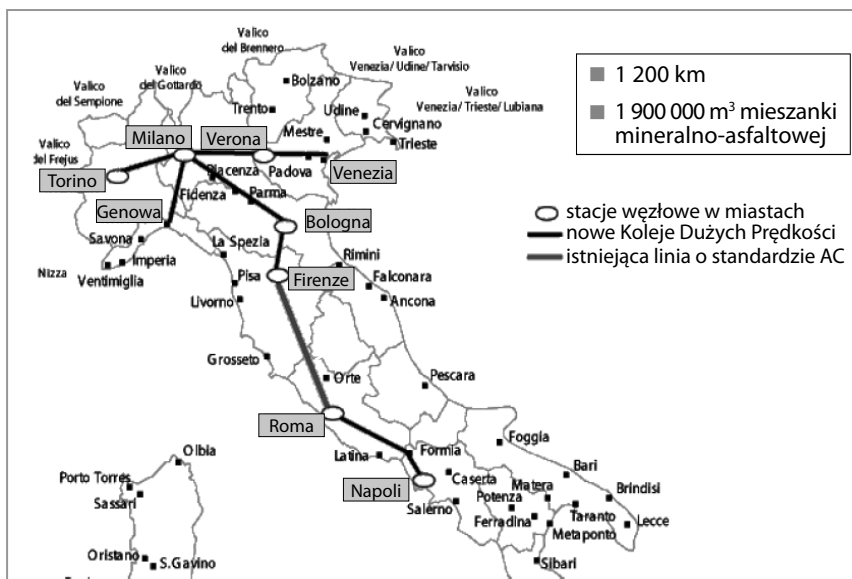 Valico
del Brennero
Valico
Venezia/ Udine/ Tarvisio
Valico
del Gottardo
Valico
del Sempione
Valico
Venezia/ Trieste/ Lubiana
Valico
del Frejus
Bolzano
Trento
Udine
Cervignano
Mestre
Trieste
Milano
Verona
Torino
Piacenza
Padova
Venezia
Fidenza
Parma
Genowa
Bologna
Savona
La Spezia
Rimini
Nizza
Imperia
Ventimiglia
Pisa
Firenze
Falconara
Livorno
Ancona
Grosseto
Orte
Pescara
Roma
Foggia
Latina
Formia
Bari
Olbia
Napoli
Caserta
Matera
Brindisi
Porto Torres
Sassari
Salerno
Potenza
Ferradina
Taranto
Lecce
Metaponto
Oristano
S.Gavino
Sibari
1 200 km
1 900 000 m³ mieszanki
mineralno-asfaltowej
stacje węzłowe w miastach
nowe Koleje Dużych Prędkości
istniejąca linia o standardzie AC